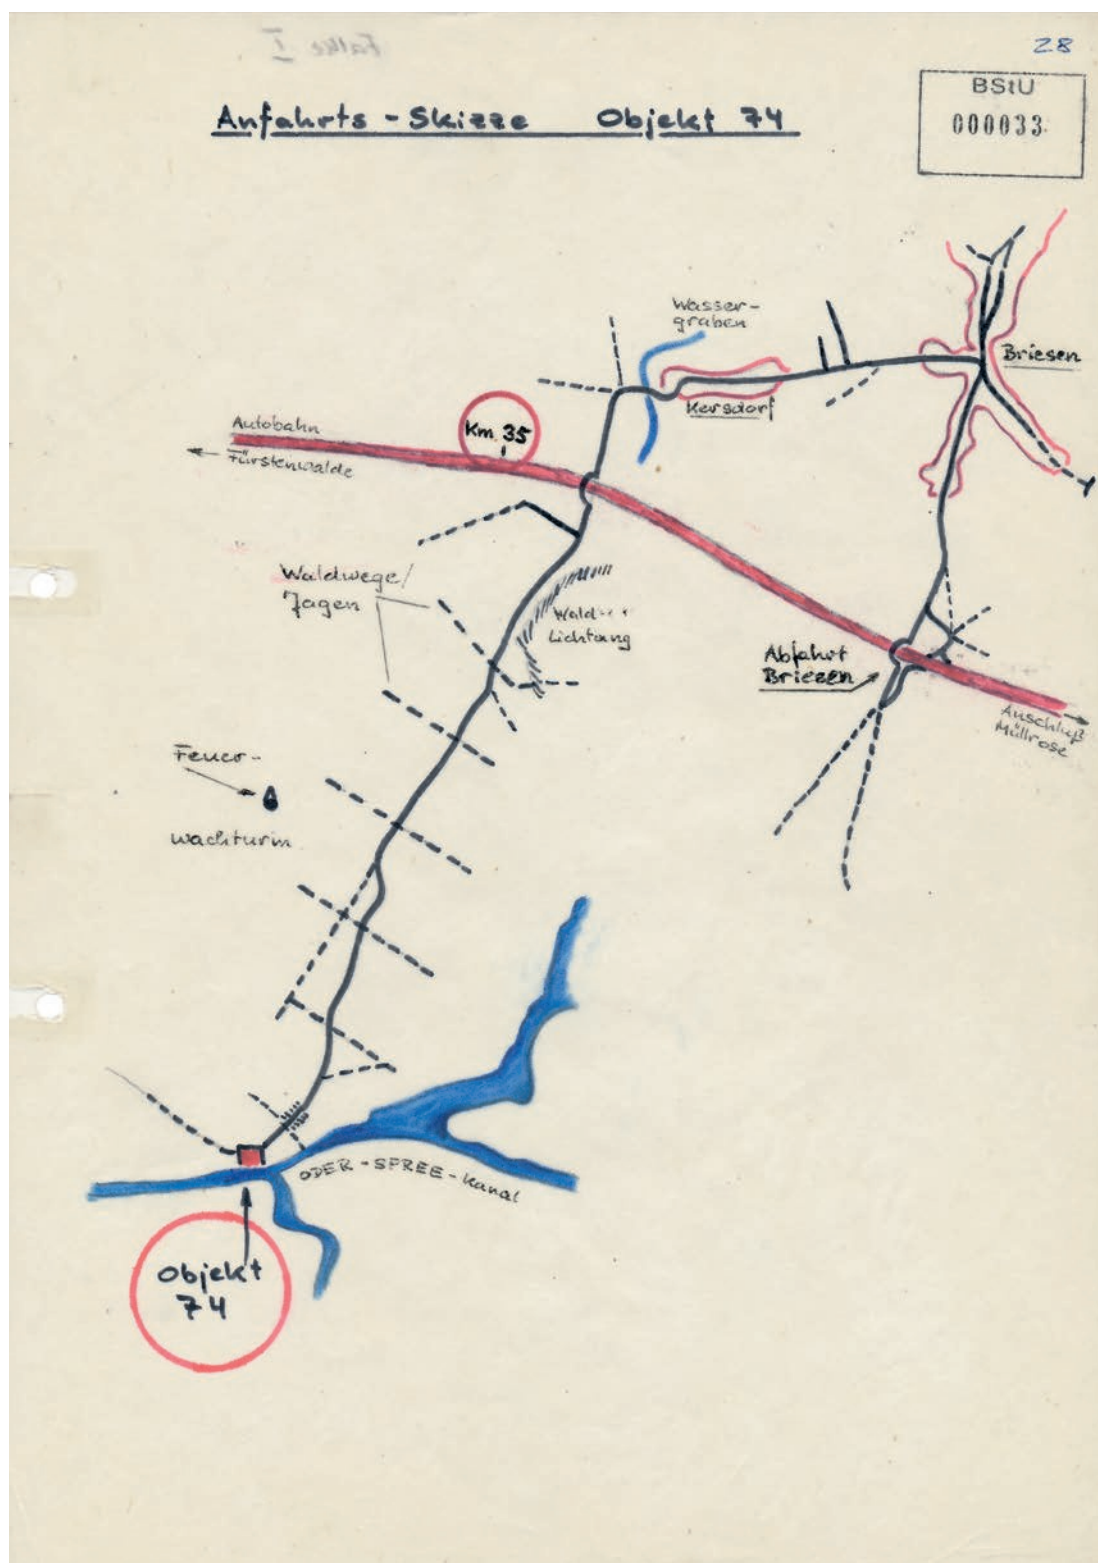 28
BStU
000033
Anfahrts-Skizze Objekt 74
Wasser-
graben
Briesen
Kersdorf
Autobahn
Km. 35
Fürstenwalde
Waldwege/
Jagen
Wald
Lichtung
Abfahrt
Briesen
Anschluß
Müllrose
Feuer-
wachturm
ODER-SPREE-Kanal
Objekt
74